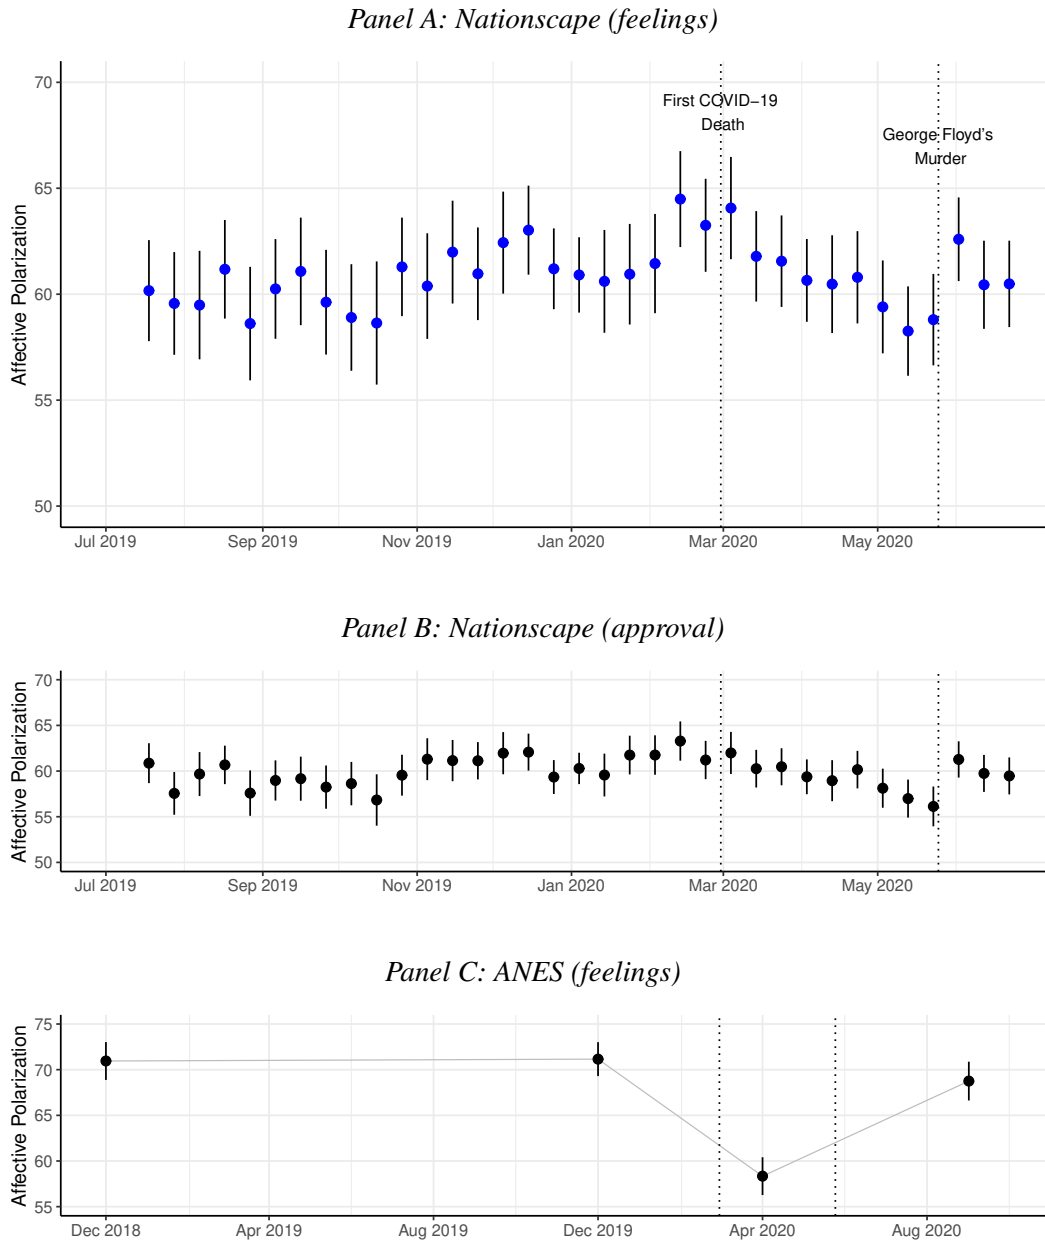 Panel A: Nationscape (feelings)
Affective Polarization
70
65
60
55
50
First COVID−19
Death
George Floyd's
Murder
Jul 2019
Sep 2019
Nov 2019
Jan 2020
Mar 2020
May 2020
Panel B: Nationscape (approval)
Affective Polarization
70
65
60
55
50
Jul 2019
Sep 2019
Nov 2019
Jan 2020
Mar 2020
May 2020
Panel C: ANES (feelings)
Affective Polarization
75
70
65
60
55
Dec 2018
Apr 2019
Aug 2019
Dec 2019
Apr 2020
Aug 2020